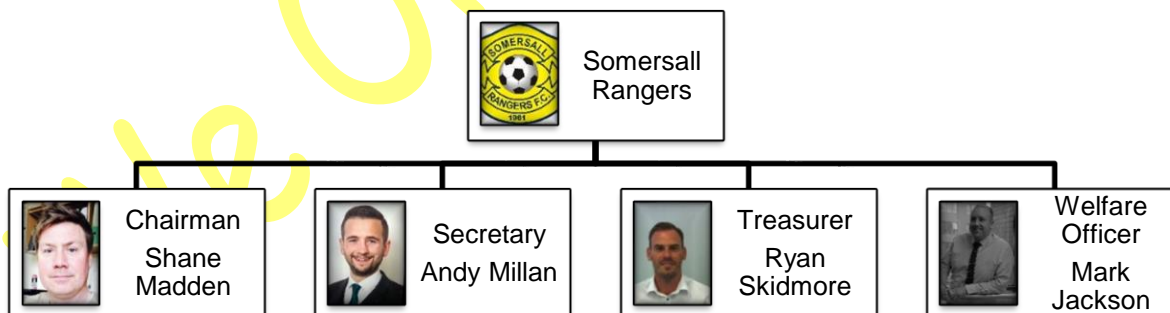 SOMERSALL
RANGERS F.C.
1961
Somersall
Rangers
Chairman
Shane
Madden
Secretary
Andy Millan
Treasurer
Ryan
Skidmore
Welfare
Officer
Mark
Jackson